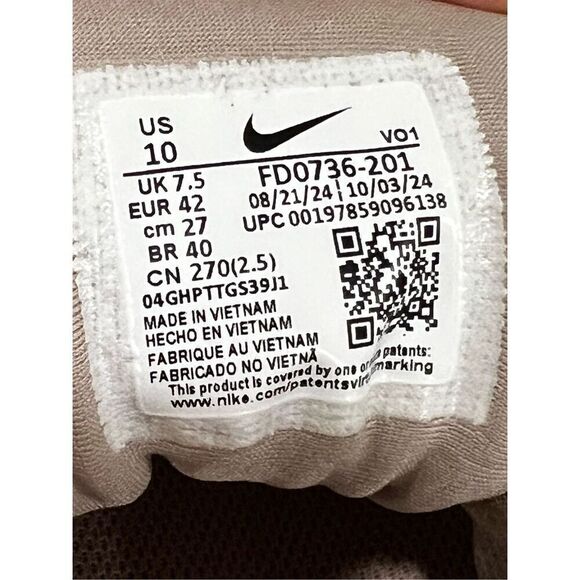 US
10
VO1
UK 7.5
FD0736-201
EUR 42
08/21/24 | 10/03/24
cm 27
UPC 00197859096138
BR 40
CN 270(2.5)
04GHPTTGS39J1
MADE IN VIETNAM
HECHO EN VIETNAM
FABRIQUE AU VIETNAM
FABRICADO NO VIETNÃ
This product is covered by one or patents:
www.nike.com/patentsvirtualmarking